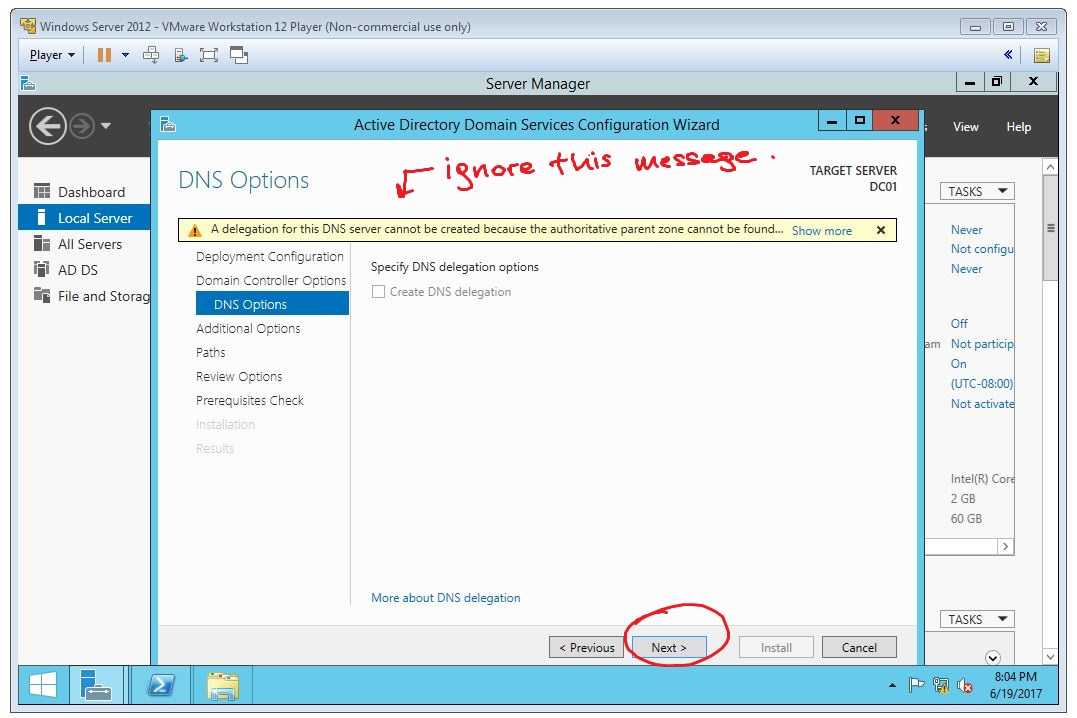 Windows Server 2012 - VMware Workstation 12 Player (Non-commercial use only)
Player
Server Manager
View Help
Active Directory Domain Services Configuration Wizard
ignore this message.
DNS Options
TARGET SERVER
DC01
A delegation for this DNS server cannot be created because the authoritative parent zone cannot be found... Show more
Dashboard
Local Server
All Servers
AD DS
File and Storag
Deployment Configuration
Domain Controller Options
DNS Options
Additional Options
Paths
Review Options
Prerequisites Check
Installation
Results
Specify DNS delegation options
Create DNS delegation
More about DNS delegation
< Previous
Next >
Install
Cancel
TASKS
Never
Not configu
Never
Off
am Not particip
On
(UTC-08:00)
Not activate
Intel(R) Core
2 GB
60 GB
TASKS
8:04 PM
6/19/2017